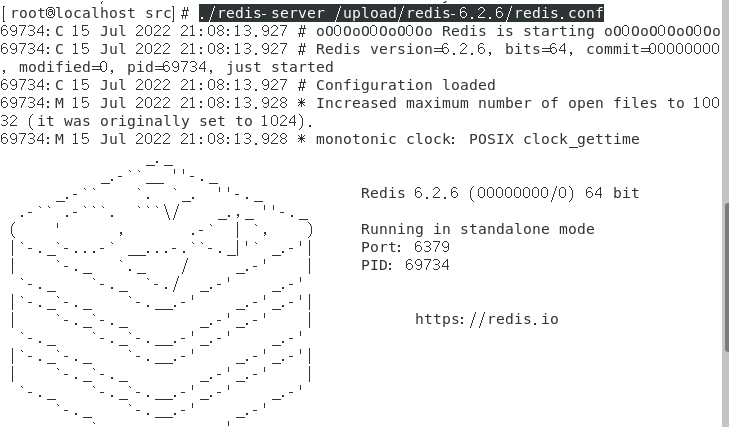 [root@localhost src]# ./redis-server /upload/redis-6.2.6/redis.conf
69734:C 15 Jul 2022 21:08:13.927 # oO0OoO0OoO0Oo Redis is starting oO0OoO0OoO0Oo
69734:C 15 Jul 2022 21:08:13.927 # Redis version=6.2.6, bits=64, commit=00000000
, modified=0, pid=69734, just started
69734:C 15 Jul 2022 21:08:13.927 # Configuration loaded
69734:M 15 Jul 2022 21:08:13.928 * Increased maximum number of open files to 100
32 (it was originally set to 1024).
69734:M 15 Jul 2022 21:08:13.928 * monotonic clock: POSIX clock_gettime
Redis 6.2.6 (00000000/0) 64 bit
Running in standalone mode
Port: 6379
PID: 69734
https://redis.io